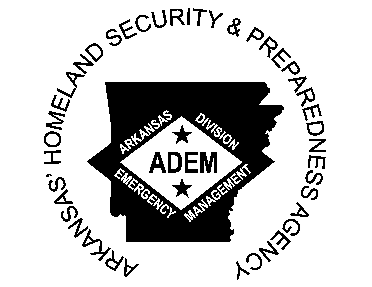 ARKANSAS' HOMELAND SECURITY & PREPAREDNESS AGENCY
ARKANSAS DIVISION
ADEM
EMERGENCY MANAGEMENT